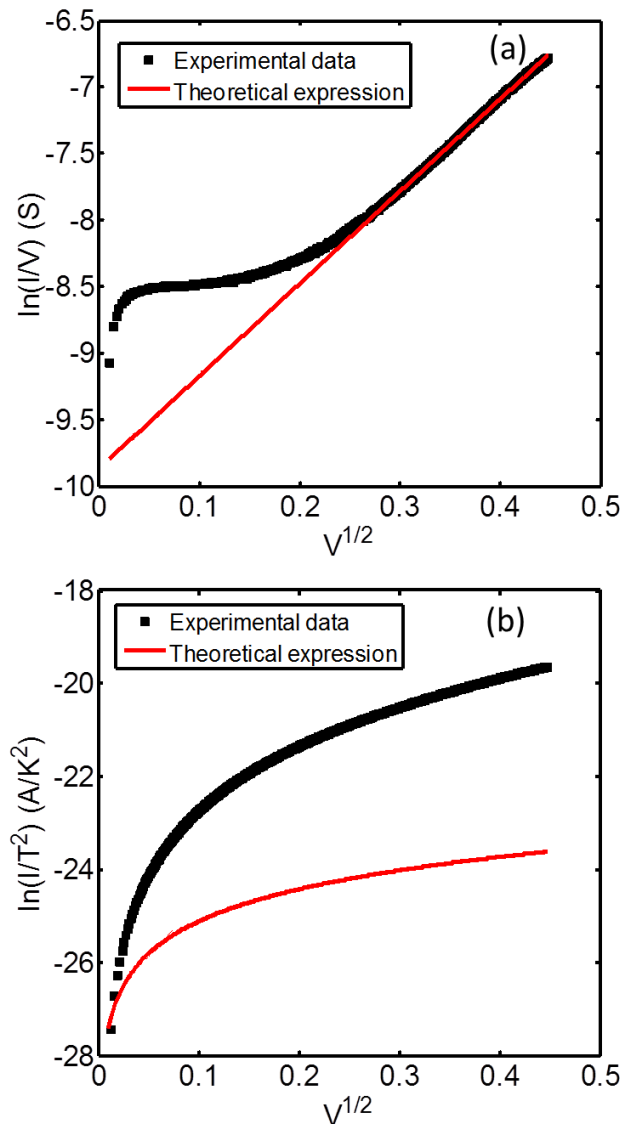 -6.5
(a)
Experimental data
Theoretical expression
-7
-7.5
-8
-8.5
-9
-9.5
-10
ln(I/V) (S)
0 0.1 0.2 0.3 0.4 0.5
V^{1/2}
-18
(b)
Experimental data
Theoretical expression
-20
-22
-24
-26
-28
ln(I/T^2) (A/K^2)
0 0.1 0.2 0.3 0.4 0.5
V^{1/2}